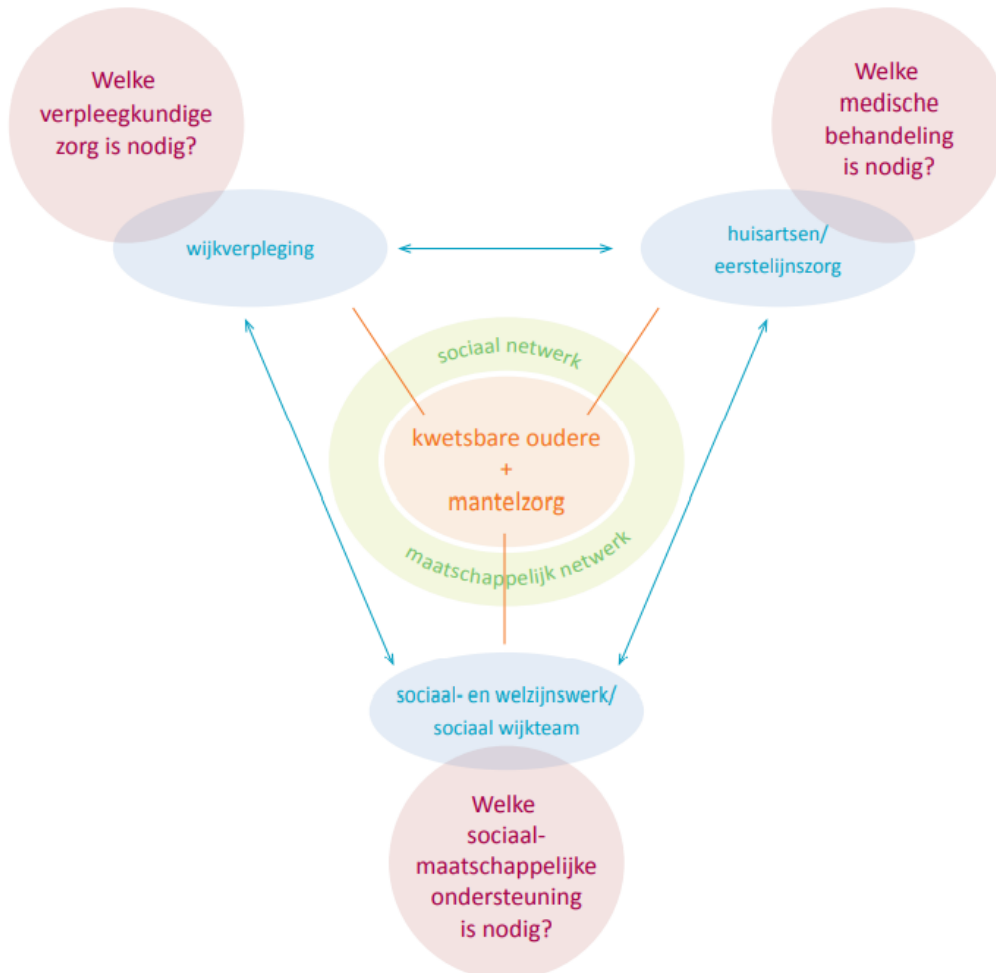 Welke
verpleegkundige
zorg is nodig?
Welke
medische
behandeling
is nodig?
wijkverpleging
huisartsen/
eerstelijnszorg
sociaal netwerk
kwetsbare oudere
+
mantelzorg
maatschappelijk netwerk
sociaal- en welzijnswerk/
sociaal wijkteam
Welke
sociaal-
maatschappelijke
ondersteuning
is nodig?